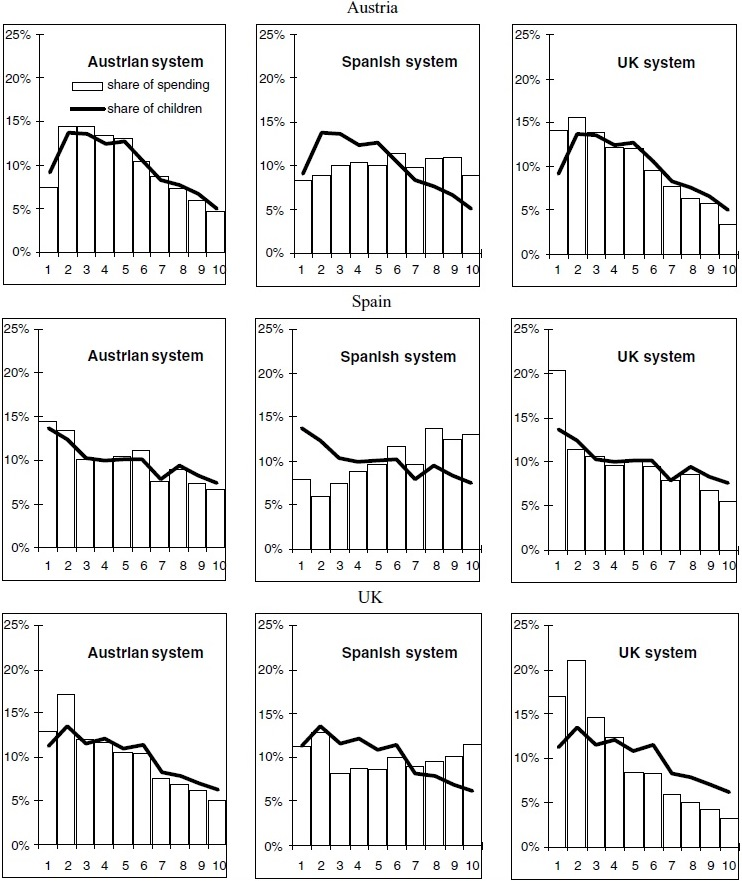 Austria
25% Austrian system 25% Spanish system 25% UK system
20% share of spending 20% 20%
15% share of children 15% 15%
10% 10% 10%
5% 5% 5%
0% 0% 0%
1 2 3 4 5 6 7 8 9 10 1 2 3 4 5 6 7 8 9 10 1 2 3 4 5 6 7 8 9 10
Spain
25% Austrian system 25% Spanish system 25% UK system
20% 20% 20%
15% 15% 15%
10% 10% 10%
5% 5% 5%
0% 0% 0%
1 2 3 4 5 6 7 8 9 10 1 2 3 4 5 6 7 8 9 10 1 2 3 4 5 6 7 8 9 10
UK
25% Austrian system 25% Spanish system 25% UK system
20% 20% 20%
15% 15% 15%
10% 10% 10%
5% 5% 5%
0% 0% 0%
1 2 3 4 5 6 7 8 9 10 1 2 3 4 5 6 7 8 9 10 1 2 3 4 5 6 7 8 9 10